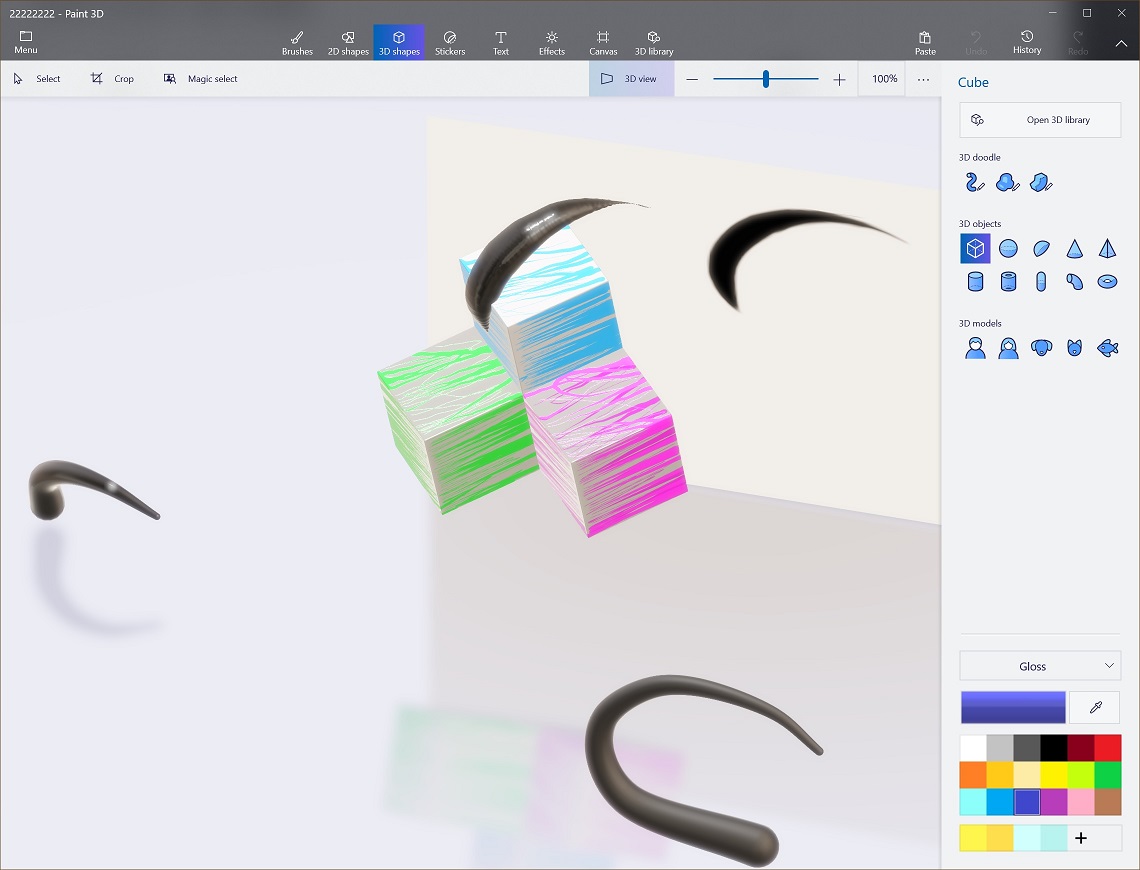 22222222 - Paint 3D
Menu
Brushes
2D shapes
3D shapes
Stickers
Text
Effects
Canvas
3D library
Paste
Undo
History
Redo
Select
Crop
Magic select
3D view
100%
Cube
Open 3D library
3D doodle
3D objects
3D models
Gloss